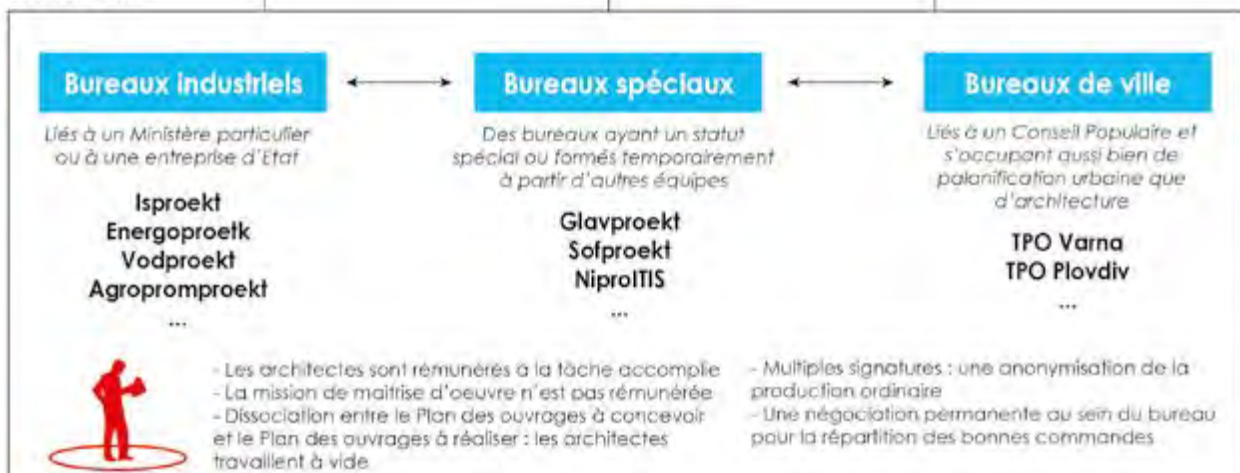 Bureaux industriels
Liés à un Ministère particulier
ou à une entreprise d'Etat
Isproekt
Energoproetk
Vodproekt
Agropromproekt
...
Bureaux spéciaux
Des bureaux ayant un statut
spécial ou formés temporairement
à partir d'autres équipes
Glavproekt
Sofproekt
NiproITIS
...
Bureaux de ville
Liés à un Conseil Populaire et
s'occupant aussi bien de
palanification urbaine que
d'architecture
TPO Varna
TPO Plovdiv
...
- Les architectes sont rémunérés à la tâche accomplie
- La mission de maitrise d'oeuvre n'est pas rémunérée
- Dissociation entre le Plan des ouvrages à concevoir
et le Plan des ouvrages à réaliser : les architectes
travaillent à vide
- Multiples signatures : une anonymisation de la
production ordinaire
- Une négociation permanente au sein du bureau
pour la répartition des bonnes commandes